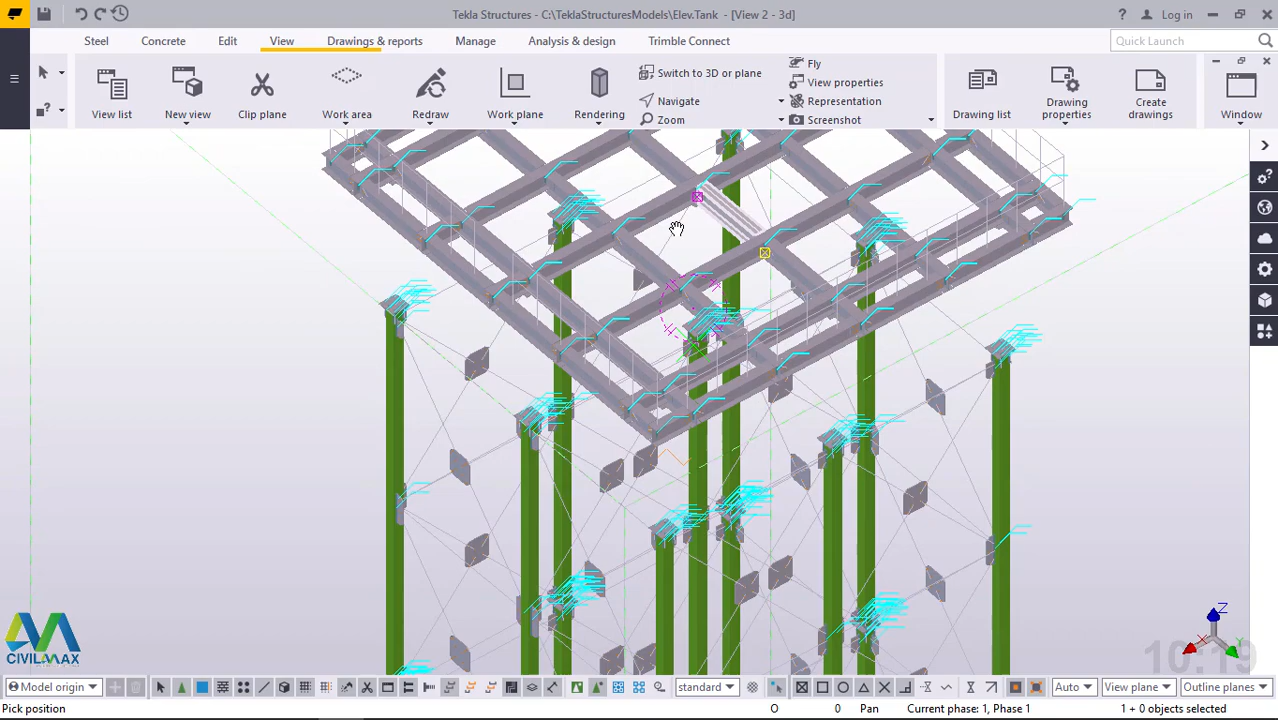 Tekla Structures - C:\TeklaStructuresModels\Elev.Tank - [View 2 - 3d]
Log in
Steel Concrete Edit View Drawings & reports Manage Analysis & design Trimble Connect
Quick Launch
View list
New view
Clip plane
Work area
Redraw
Work plane
Rendering
Switch to 3D or plane
Navigate
Zoom
Fly
View properties
Representation
Screenshot
Drawing list
Drawing
properties
Create
drawings
Window
Z
X
Y
CIVILMAX
10:19
Model origin
standard
Auto
View plane
Outline planes
Pick position
O 0 Pan Current phase: 1, Phase 1 1 + 0 objects selected